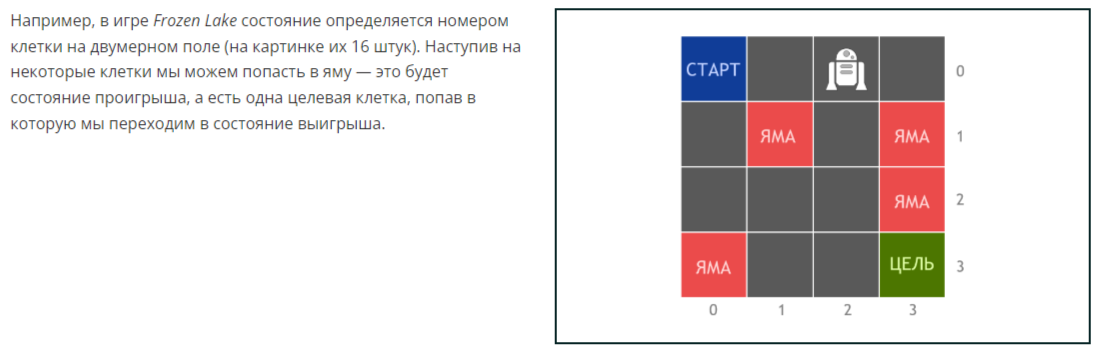 Например, в игре Frozen Lake состояние определяется номером
клетки на двумерном поле (на картинке их 16 штук). Наступив на
некоторые клетки мы можем попасть в яму — это будет
состояние проигрыша, а есть одна целевая клетка, попав в
которую мы переходим в состояние выигрыша.
СТАРТ 0
ЯМА ЯМА 1
ЯМА 2
ЯМА ЦЕЛЬ 3
0 1 2 3